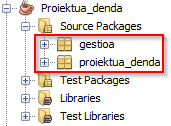 Proiektua_denda
Source Packages
gestioa
proiektua_denda
Test Packages
Libraries
Test Libraries